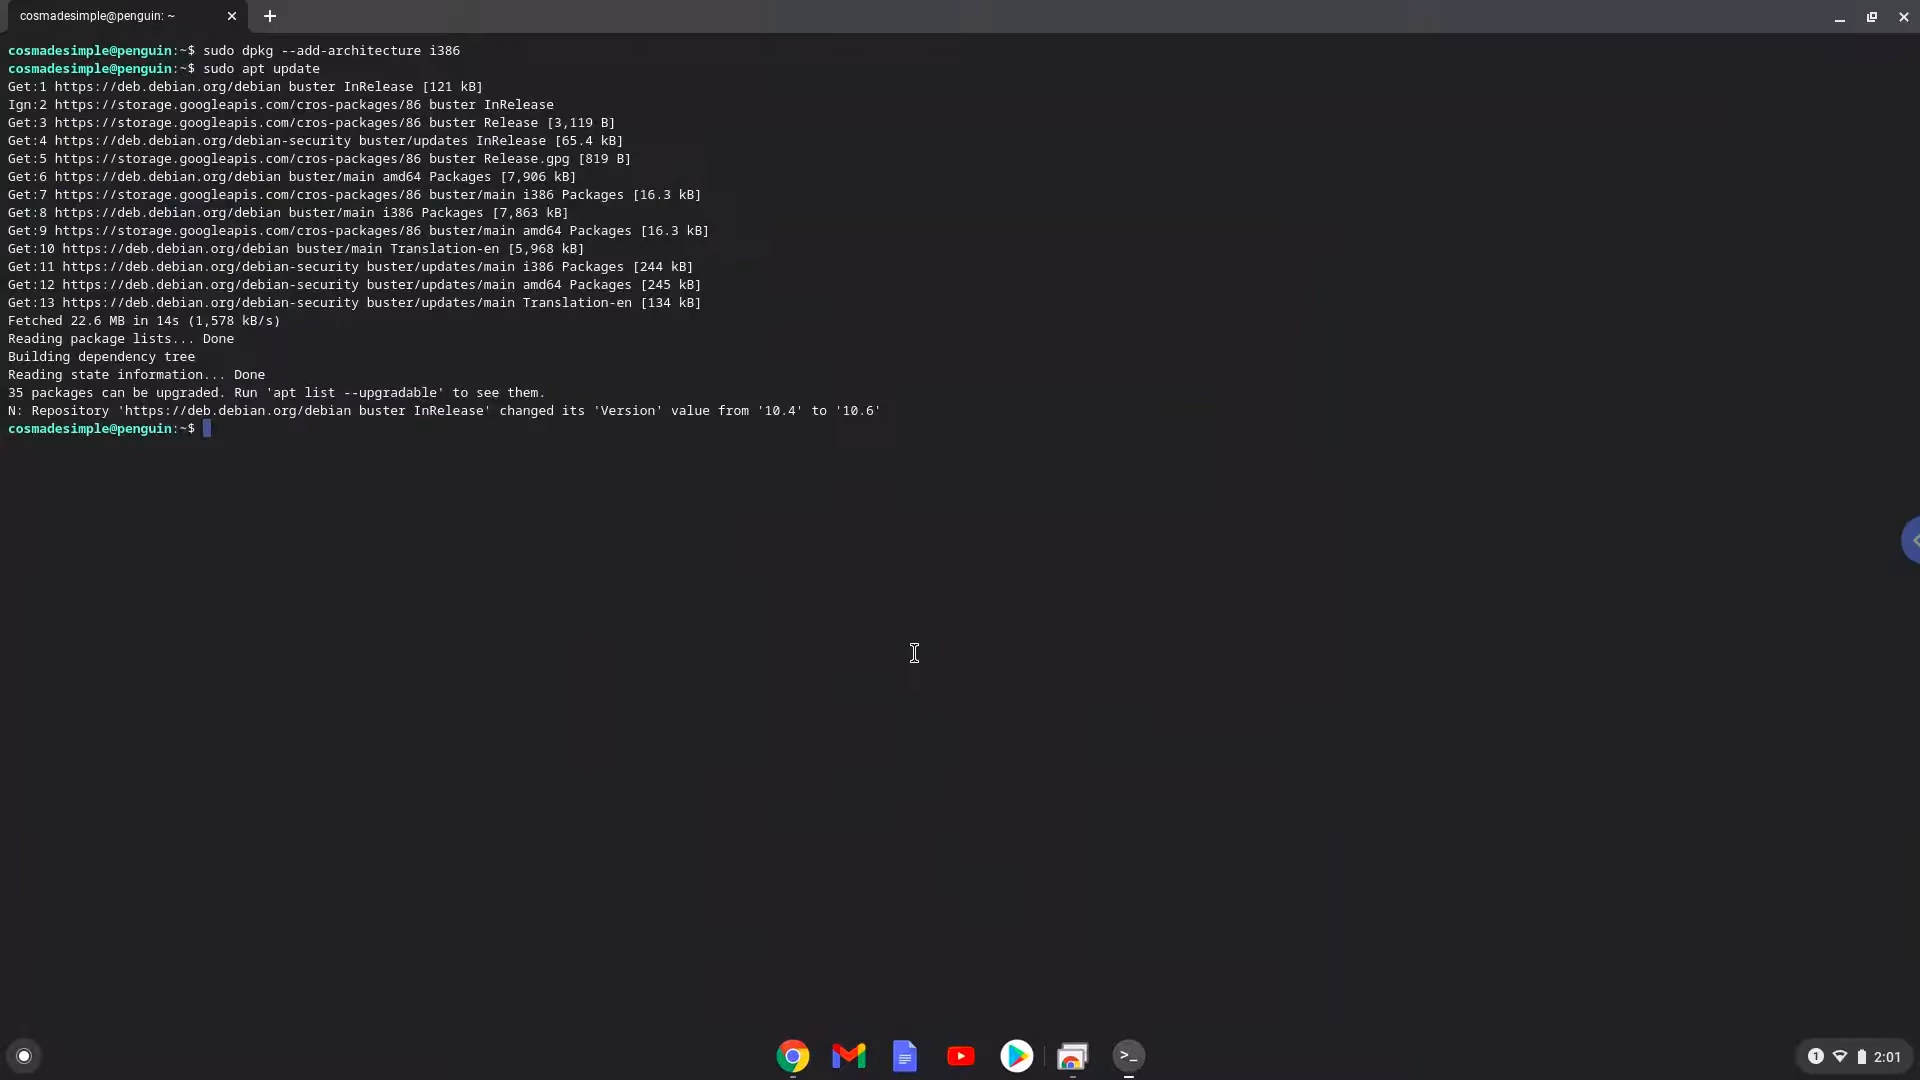 cosmadesimple@penguin: ~
cosmadesimple@penguin:~$ sudo dpkg --add-architecture i386
cosmadesimple@penguin:~$ sudo apt update
Get:1 https://deb.debian.org/debian buster InRelease [121 kB]
Ign:2 https://storage.googleapis.com/cros-packages/86 buster InRelease
Get:3 https://storage.googleapis.com/cros-packages/86 buster Release [3,119 B]
Get:4 https://deb.debian.org/debian-security buster/updates InRelease [65.4 kB]
Get:5 https://storage.googleapis.com/cros-packages/86 buster Release.gpg [819 B]
Get:6 https://deb.debian.org/debian buster/main amd64 Packages [7,906 kB]
Get:7 https://storage.googleapis.com/cros-packages/86 buster/main i386 Packages [16.3 kB]
Get:8 https://deb.debian.org/debian buster/main i386 Packages [7,863 kB]
Get:9 https://storage.googleapis.com/cros-packages/86 buster/main amd64 Packages [16.3 kB]
Get:10 https://deb.debian.org/debian buster/main Translation-en [5,968 kB]
Get:11 https://deb.debian.org/debian-security buster/updates/main i386 Packages [244 kB]
Get:12 https://deb.debian.org/debian-security buster/updates/main amd64 Packages [245 kB]
Get:13 https://deb.debian.org/debian-security buster/updates/main Translation-en [134 kB]
Fetched 22.6 MB in 14s (1,578 kB/s)
Reading package lists... Done
Building dependency tree
Reading state information... Done
35 packages can be upgraded. Run 'apt list --upgradable' to see them.
N: Repository 'https://deb.debian.org/debian buster InRelease' changed its 'Version' value from '10.4' to '10.6'
cosmadesimple@penguin:~$
1 2:01